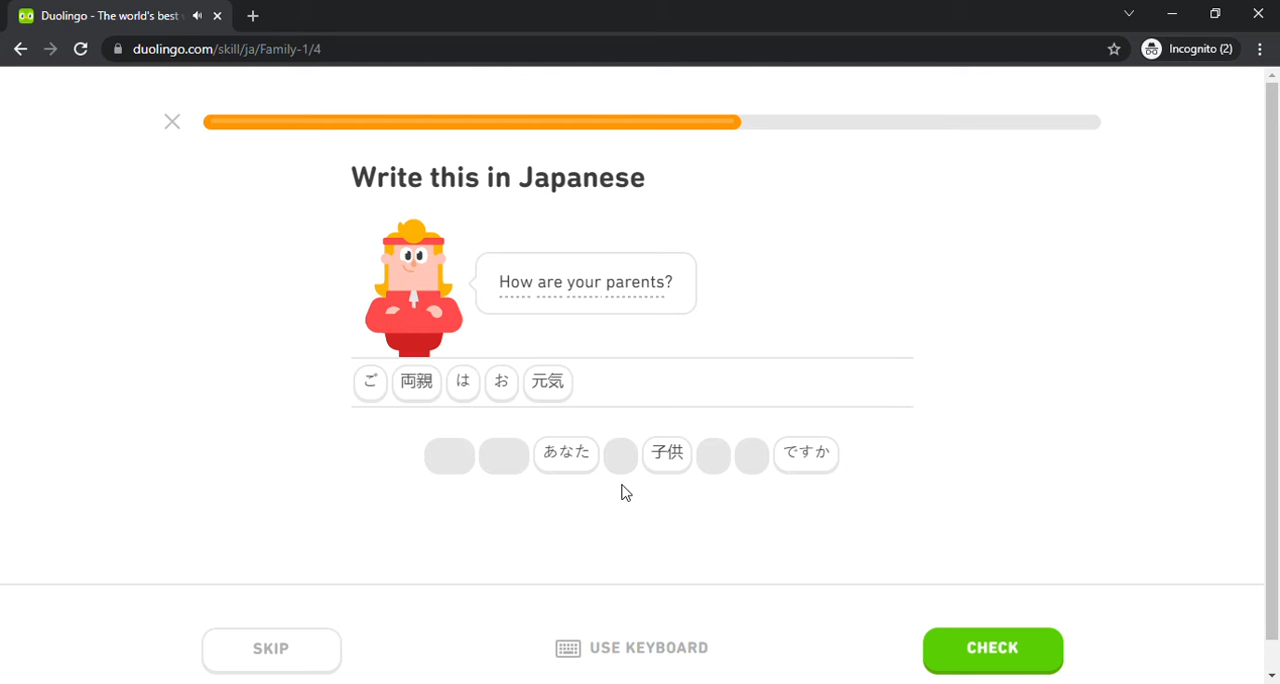 Duolingo - The world's best
duolingo.com/skill/ja/Family-1/4
Incognito (2)
Write this in Japanese
How are your parents?
ご 両親 は お 元気
あなた 子供 ですか
SKIP
USE KEYBOARD
CHECK